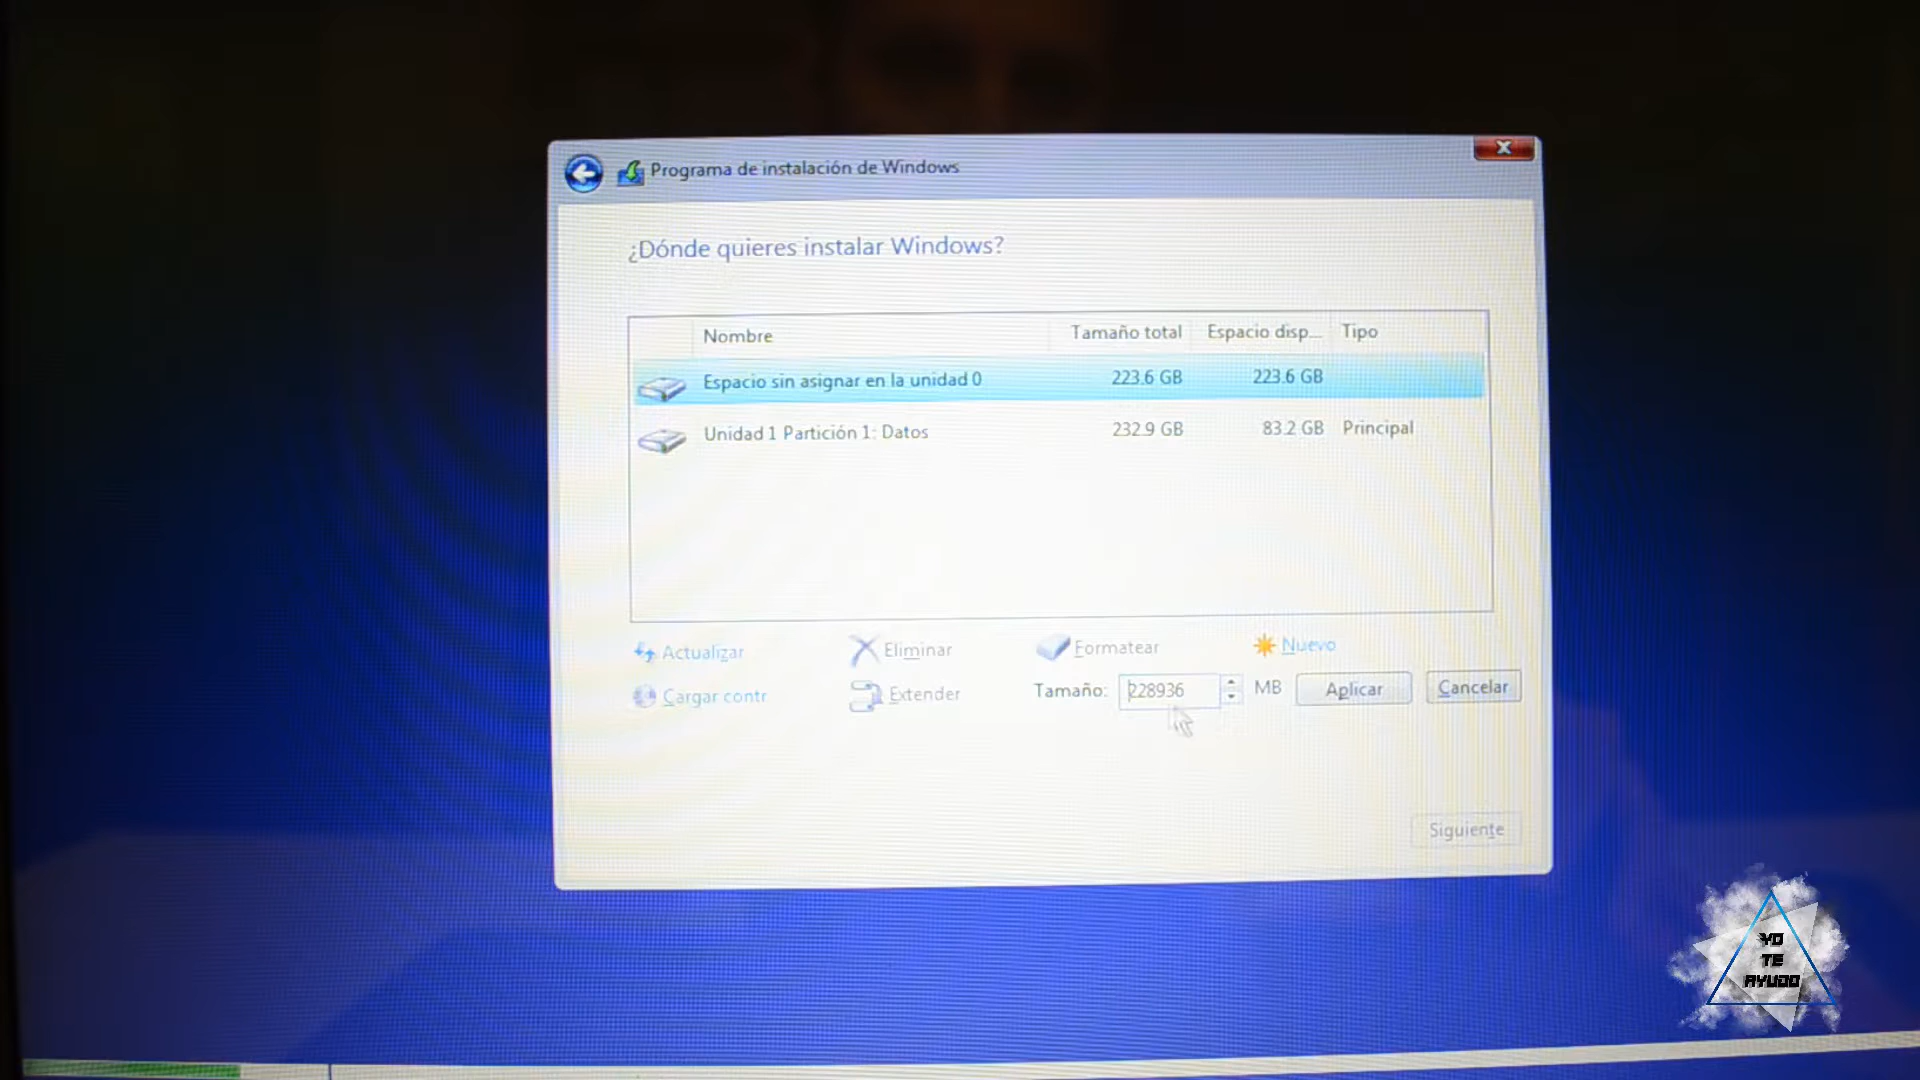 Programa de instalación de Windows
¿Dónde quieres instalar Windows?
Nombre Tamaño total Espacio disp... Tipo
Espacio sin asignar en la unidad 0 223.6 GB 223.6 GB
Unidad 1 Partición 1: Datos 232.9 GB 83.2 GB Principal
Actualizar Eliminar Formatear Nuevo
Cargar contr Extender Tamaño: 228936 MB Aplicar Cancelar
Siguiente
YO
TE
AYUDO